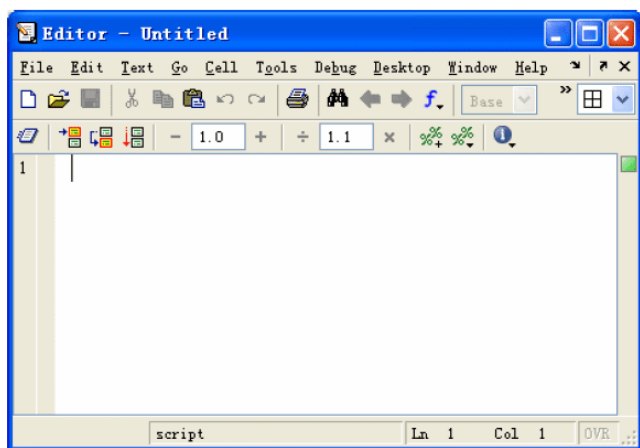 Editor - Untitled
File Edit Text Go Cell Tools Debug Desktop Window Help
Base »
- 1.0 + ÷ 1.1 ×
1
script Ln 1 Col 1 OVR